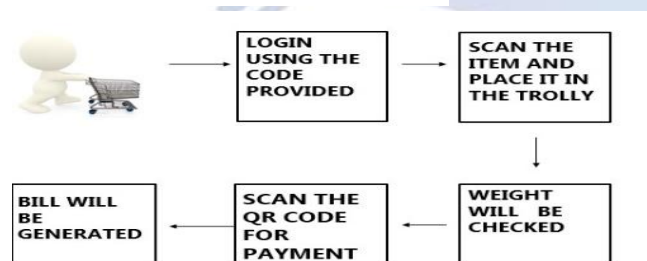 LOGIN
USING THE
CODE
PROVIDED
SCAN THE
ITEM AND
PLACE IT IN
THE TROLLY
WEIGHT
WILL BE
CHECKED
SCAN THE
QR CODE
FOR
PAYMENT
BILL WILL
BE
GENERATED